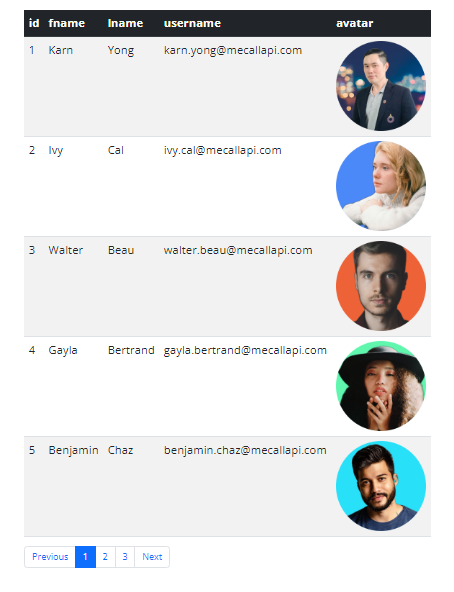 id fname lname username avatar
1 Karn Yong karn.yong@mecallapi.com
2 Ivy Cal ivy.cal@mecallapi.com
3 Walter Beau walter.beau@mecallapi.com
4 Gayla Bertrand gayla.bertrand@mecallapi.com
5 Benjamin Chaz benjamin.chaz@mecallapi.com
Previous 1 2 3 Next